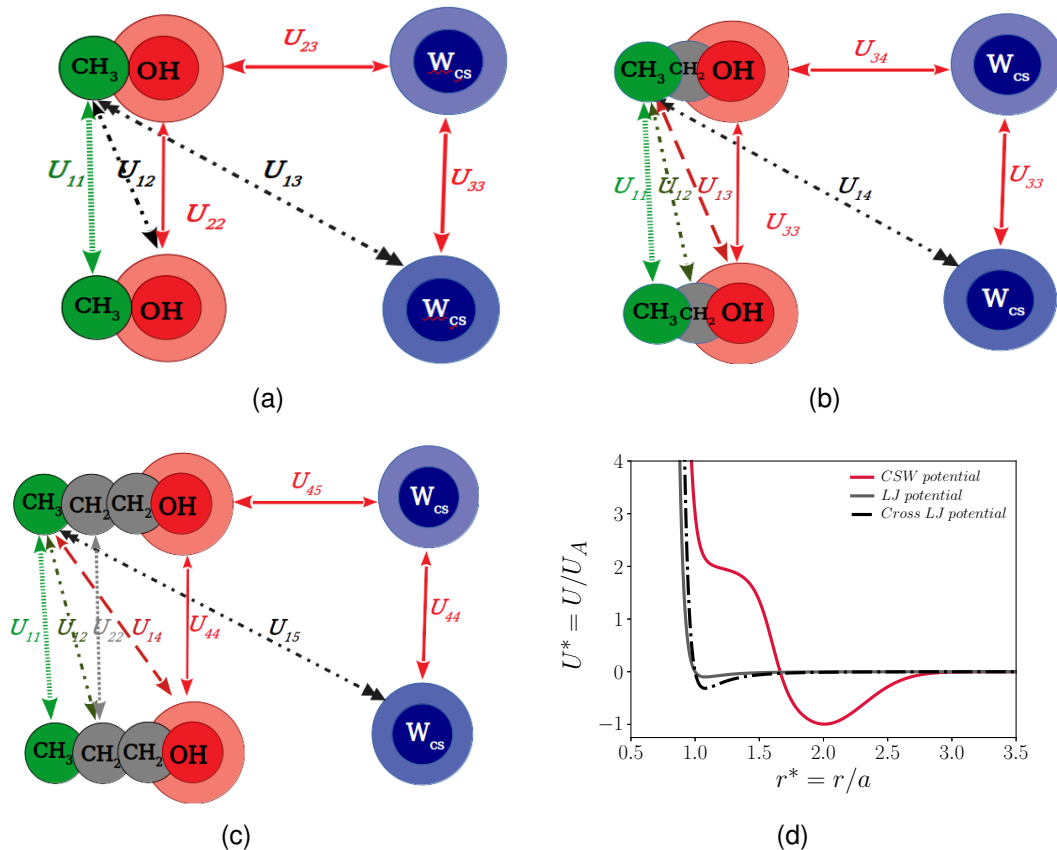 CH3 OH U23 Wcs
U11 U12 U13 U33
U22
CH3 OH Wcs
(a)
CH3 CH2 OH U34 Wcs
U11 U12 U13 U14 U33
U33
CH3 CH2 OH Wcs
(b)
CH3 CH2 CH2 OH U45 Wcs
U11 U12 U22 U14 U44 U15 U44
CH3 CH2 CH2 OH Wcs
(c)
CSW potential
LJ potential
Cross LJ potential
U* = U/U_A
4
3
2
1
0
−1
0.5 1.0 1.5 2.0 2.5 3.0 3.5
r* = r/a
(d)